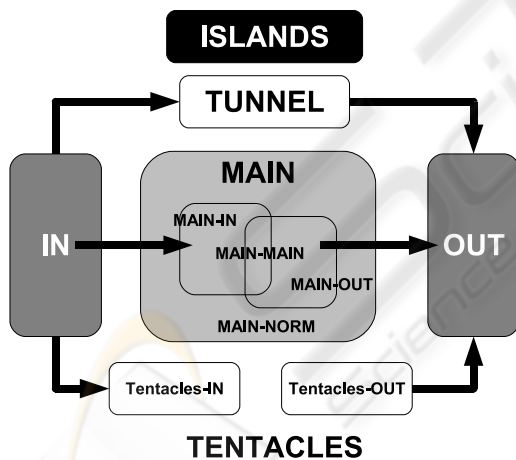 ISLANDS
TUNNEL
MAIN
MAIN-IN
IN
MAIN-MAIN
OUT
MAIN-OUT
MAIN-NORM
Tentacles-IN
Tentacles-OUT
TENTACLES